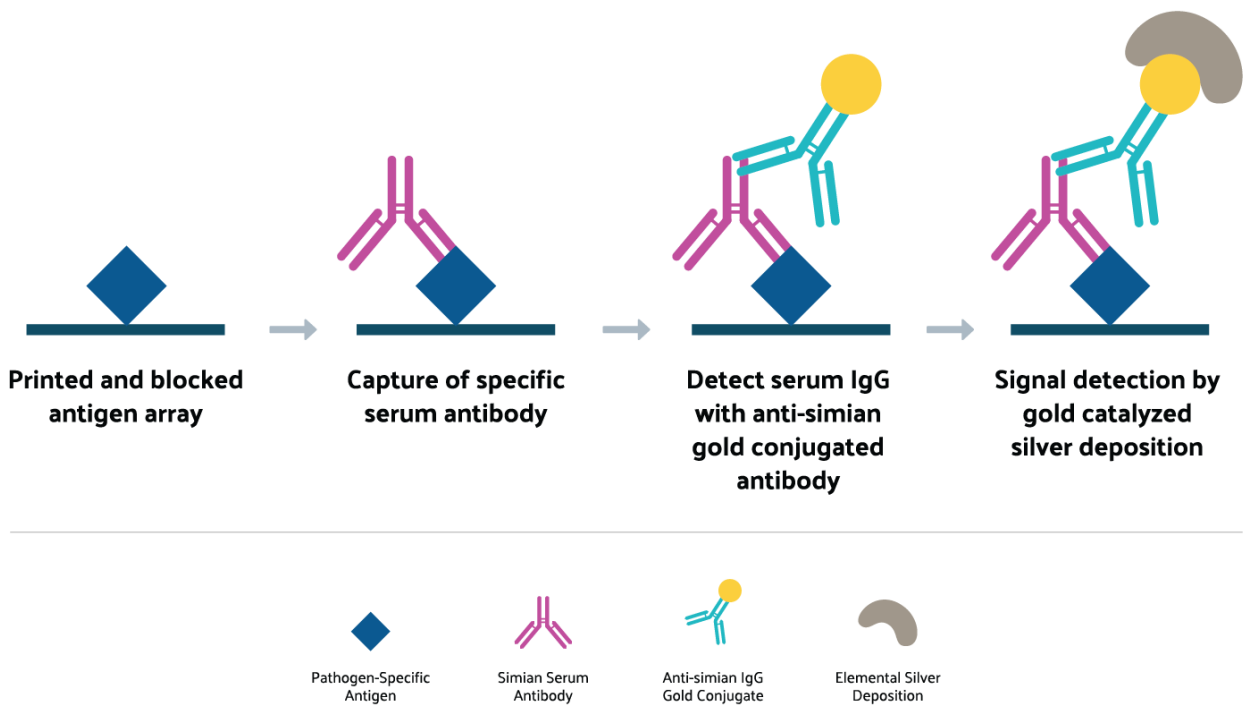 Printed and blocked
antigen array
Capture of specific
serum antibody
Detect serum IgG
with anti-simian
gold conjugated
antibody
Signal detection by
gold catalyzed
silver deposition
Pathogen-Specific
Antigen
Simian Serum
Antibody
Anti-simian IgG
Gold Conjugate
Elemental Silver
Deposition